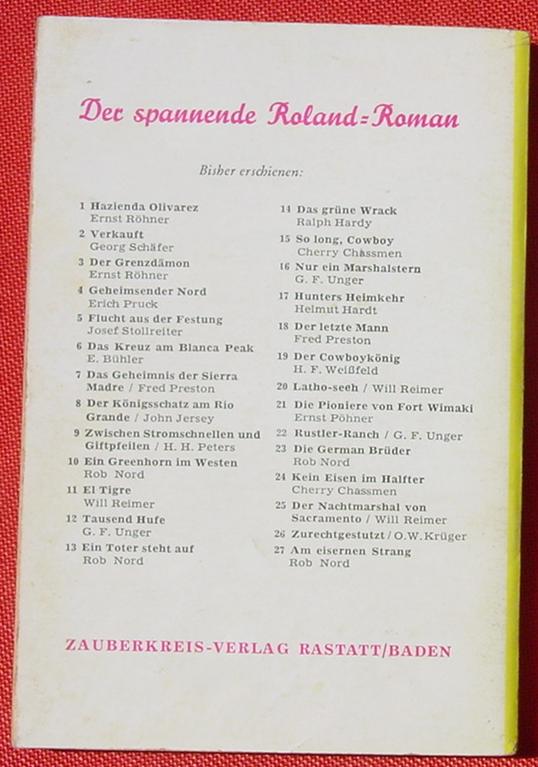 Der spannende Roland=Roman
Bisher erschienen:
1 Hazienda Olivarez
Ernst Röhner
2 Verkauft
Georg Schäfer
3 Der Grenzdämon
Ernst Röhner
4 Geheimsender Nord
Erich Pruck
5 Flucht aus der Festung
Josef Stollreiter
6 Das Kreuz am Blanca Peak
E. Bühler
7 Das Geheimnis der Sierra
Madre / Fred Preston
8 Der Königsschatz am Rio
Grande / John Jersey
9 Zwischen Stromschnellen und
Giftpfeilen / H. H. Peters
10 Ein Greenhorn im Westen
Rob Nord
11 El Tigre
Will Reimer
12 Tausend Hufe
G. F. Unger
13 Ein Toter steht auf
Rob Nord
14 Das grüne Wrack
Ralph Hardy
15 So long, Cowboy
Cherry Chassmen
16 Nur ein Marshalstern
G. F. Unger
17 Hunters Heimkehr
Helmut Hardt
18 Der letzte Mann
Fred Preston
19 Der Cowboykönig
H. F. Weißfeld
20 Latho-seeh / Will Reimer
21 Die Pioniere von Fort Wimaki
Ernst Pöhner
22 Rustler-Ranch / G. F. Unger
23 Die German Brüder
Rob Nord
24 Kein Eisen im Halfter
Cherry Chassmen
25 Der Nachtmarshal von
Sacramento / Will Reimer
26 Zurechtgestutzt / O.W. Krüger
27 Am eisernen Strang
Rob Nord
ZAUBERKREIS-VERLAG RASTATT/BADEN